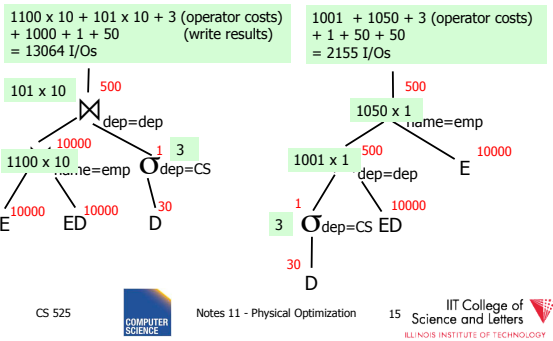 1100 x 10 + 101 x 10 + 3 (operator costs)
+ 1000 + 1 + 50 (write results)
= 13064 I/Os
1001 + 1050 + 3 (operator costs)
+ 1 + 50 + 50
= 2155 I/Os
500
101 x 10
⋈ dep=dep
10000
1100 x 10
name=emp
1
3
σ dep=CS
E 10000
ED 10000
30
D
500
1050 x 1
name=emp
500
1001 x 1
dep=dep
10000
E
1
3
σ dep=CS
10000
ED
30
D
CS 525
COMPUTER SCIENCE
Notes 11 - Physical Optimization
15
IIT College of
Science and Letters
ILLINOIS INSTITUTE OF TECHNOLOGY